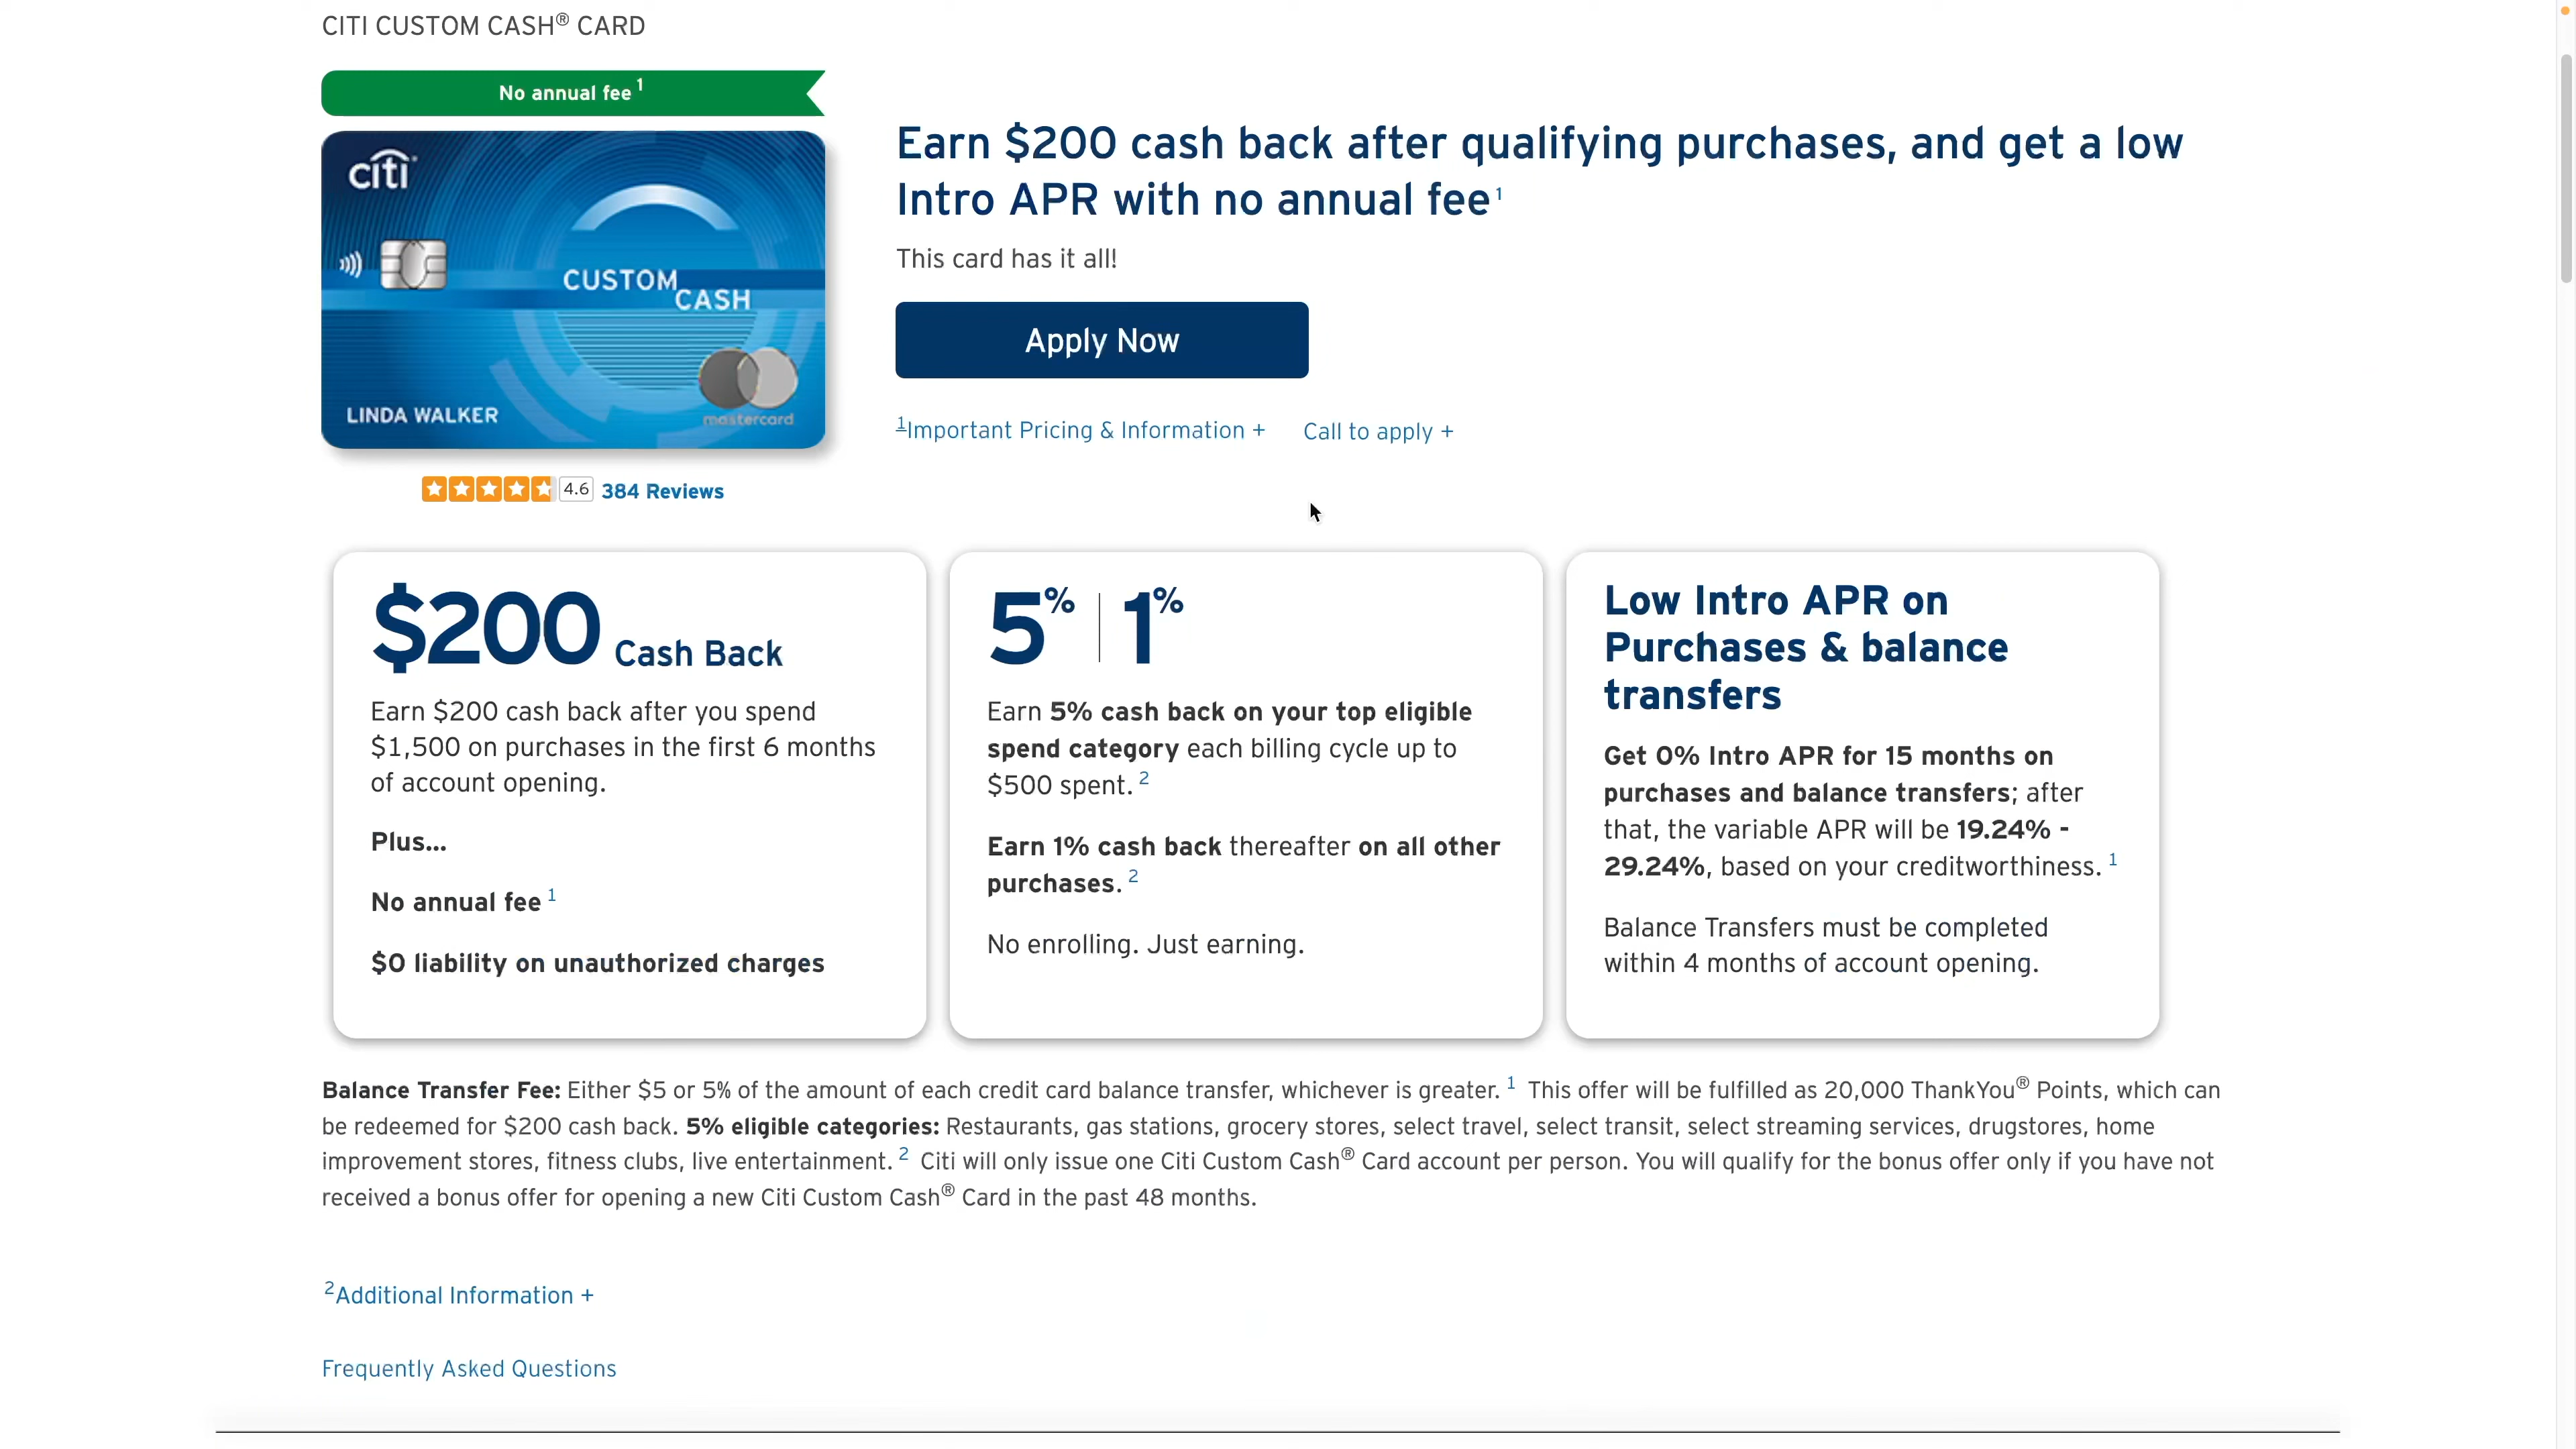 CITI CUSTOM CASH® CARD
No annual fee 1
citi
CUSTOM
CASH
LINDA WALKER
mastercard
4.6 384 Reviews
Earn $200 cash back after qualifying purchases, and get a low
Intro APR with no annual fee 1
This card has it all!
Apply Now
1Important Pricing & Information + Call to apply +
$200 Cash Back
Earn $200 cash back after you spend
$1,500 on purchases in the first 6 months
of account opening.
Plus...
No annual fee 1
$0 liability on unauthorized charges
5% | 1%
Earn 5% cash back on your top eligible
spend category each billing cycle up to
$500 spent. 2
Earn 1% cash back thereafter on all other
purchases. 2
No enrolling. Just earning.
Low Intro APR on
Purchases & balance
transfers
Get 0% Intro APR for 15 months on
purchases and balance transfers; after
that, the variable APR will be 19.24% -
29.24%, based on your creditworthiness. 1
Balance Transfers must be completed
within 4 months of account opening.
Balance Transfer Fee: Either $5 or 5% of the amount of each credit card balance transfer, whichever is greater. 1 This offer will be fulfilled as 20,000 ThankYou® Points, which can
be redeemed for $200 cash back. 5% eligible categories: Restaurants, gas stations, grocery stores, select travel, select transit, select streaming services, drugstores, home
improvement stores, fitness clubs, live entertainment. 2 Citi will only issue one Citi Custom Cash® Card account per person. You will qualify for the bonus offer only if you have not
received a bonus offer for opening a new Citi Custom Cash® Card in the past 48 months.
2Additional Information +
Frequently Asked Questions